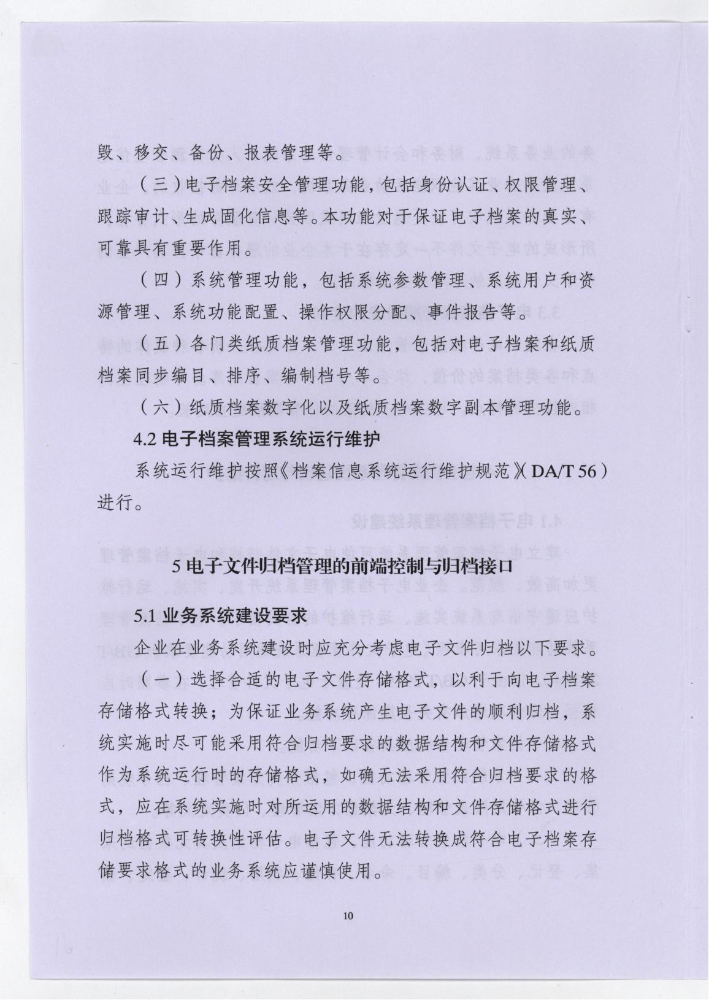 毁、移交、备份、报表管理等。
（三）电子档案安全管理功能，包括身份认证、权限管理、
跟踪审计、生成固化信息等。本功能对于保证电子档案的真实、
可靠具有重要作用。
（四）系统管理功能，包括系统参数管理、系统用户和资
源管理、系统功能配置、操作权限分配、事件报告等。
（五）各门类纸质档案管理功能，包括对电子档案和纸质
档案同步编目、排序、编制档号等。
（六）纸质档案数字化以及纸质档案数字副本管理功能。
4.2 电子档案管理系统运行维护
系统运行维护按照《档案信息系统运行维护规范》（DA/T 56）
进行。
5 电子文件归档管理的前端控制与归档接口
5.1 业务系统建设要求
企业在业务系统建设时应充分考虑电子文件归档以下要求。
（一）选择合适的电子文件存储格式，以利于向电子档案
存储格式转换；为保证业务系统产生电子文件的顺利归档，系
统实施时尽可能采用符合归档要求的数据结构和文件存储格式
作为系统运行时的存储格式，如确无法采用符合归档要求的格
式，应在系统实施时对所运用的数据结构和文件存储格式进行
归档格式可转换性评估。电子文件无法转换成符合电子档案存
储要求格式的业务系统应谨慎使用。
10